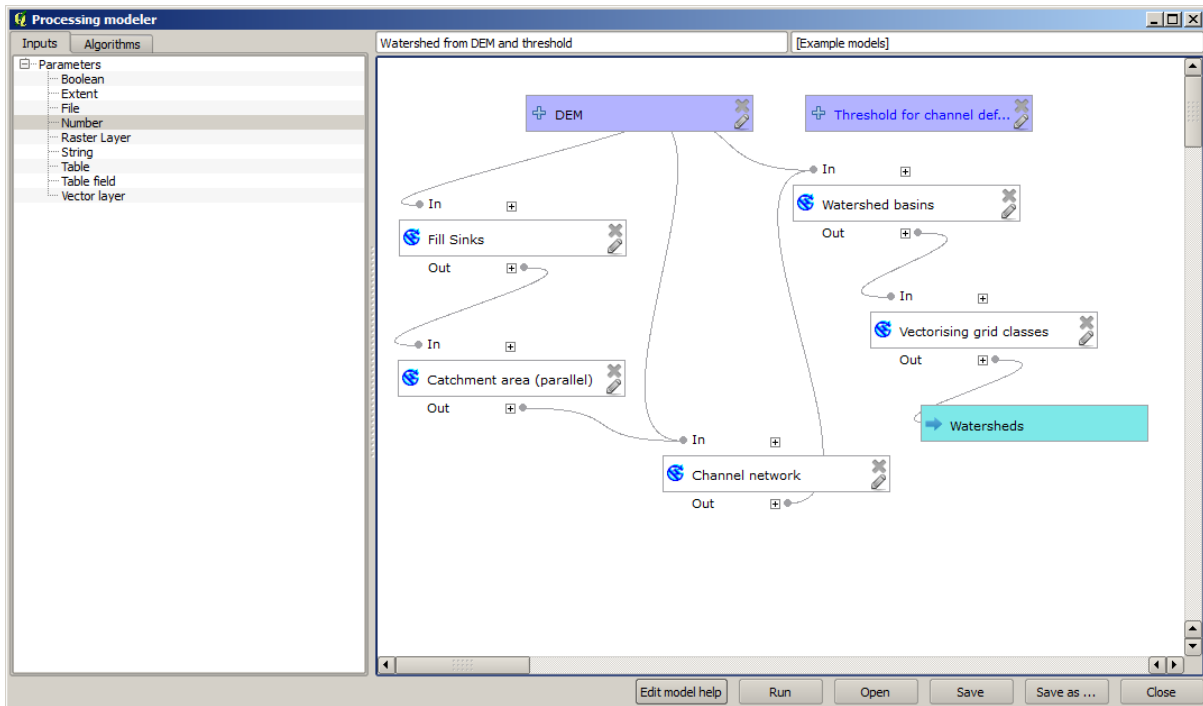 Processing modeler
Inputs
Algorithms
Watershed from DEM and threshold
[Example models]
Parameters
Boolean
Extent
File
Number
Raster Layer
String
Table
Table field
Vector layer
DEM
Threshold for channel def...
In
Watershed basins
Out
In
Fill Sinks
Out
In
Vectorising grid classes
Out
In
Catchment area (parallel)
Out
Watersheds
In
Channel network
Out
Edit model help
Run
Open
Save
Save as ...
Close